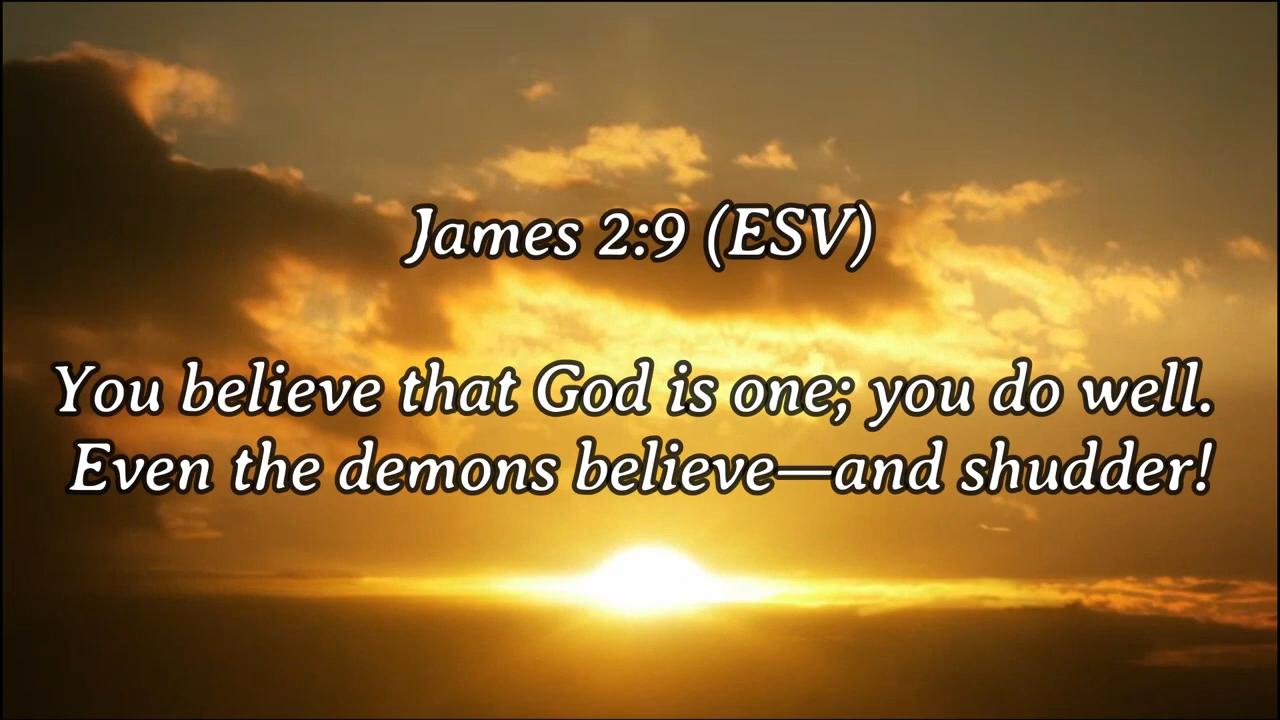 James 2:9 (ESV)
You believe that God is one; you do well.
Even the demons believe—and shudder!